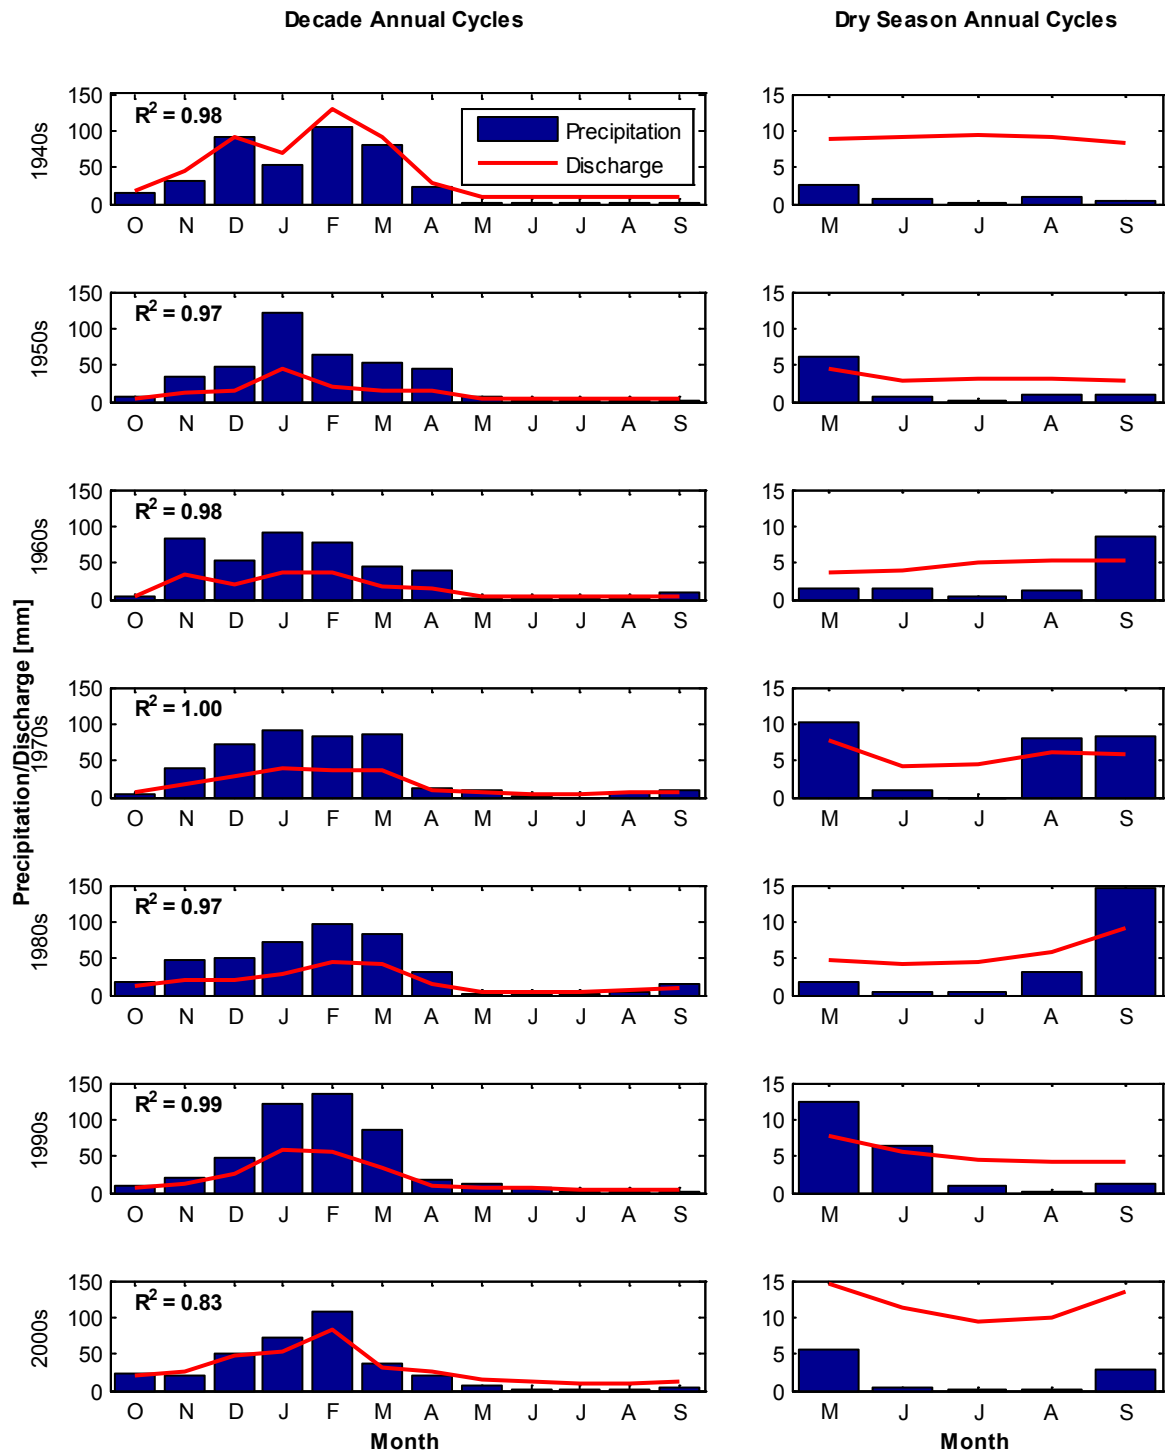 Decade Annual Cycles
Dry Season Annual Cycles
Precipitation/Discharge [mm]
1940s
150
100
50
0
R² = 0.98
Precipitation
Discharge
O N D J F M A M J J A S
15
10
5
0
M J J A S
1950s
150
100
50
0
R² = 0.97
O N D J F M A M J J A S
15
10
5
0
M J J A S
1960s
150
100
50
0
R² = 0.98
O N D J F M A M J J A S
15
10
5
0
M J J A S
1970s
150
100
50
0
R² = 1.00
O N D J F M A M J J A S
15
10
5
0
M J J A S
1980s
150
100
50
0
R² = 0.97
O N D J F M A M J J A S
15
10
5
0
M J J A S
1990s
150
100
50
0
R² = 0.99
O N D J F M A M J J A S
15
10
5
0
M J J A S
2000s
150
100
50
0
R² = 0.83
O N D J F M A M J J A S
Month
15
10
5
0
M J J A S
Month